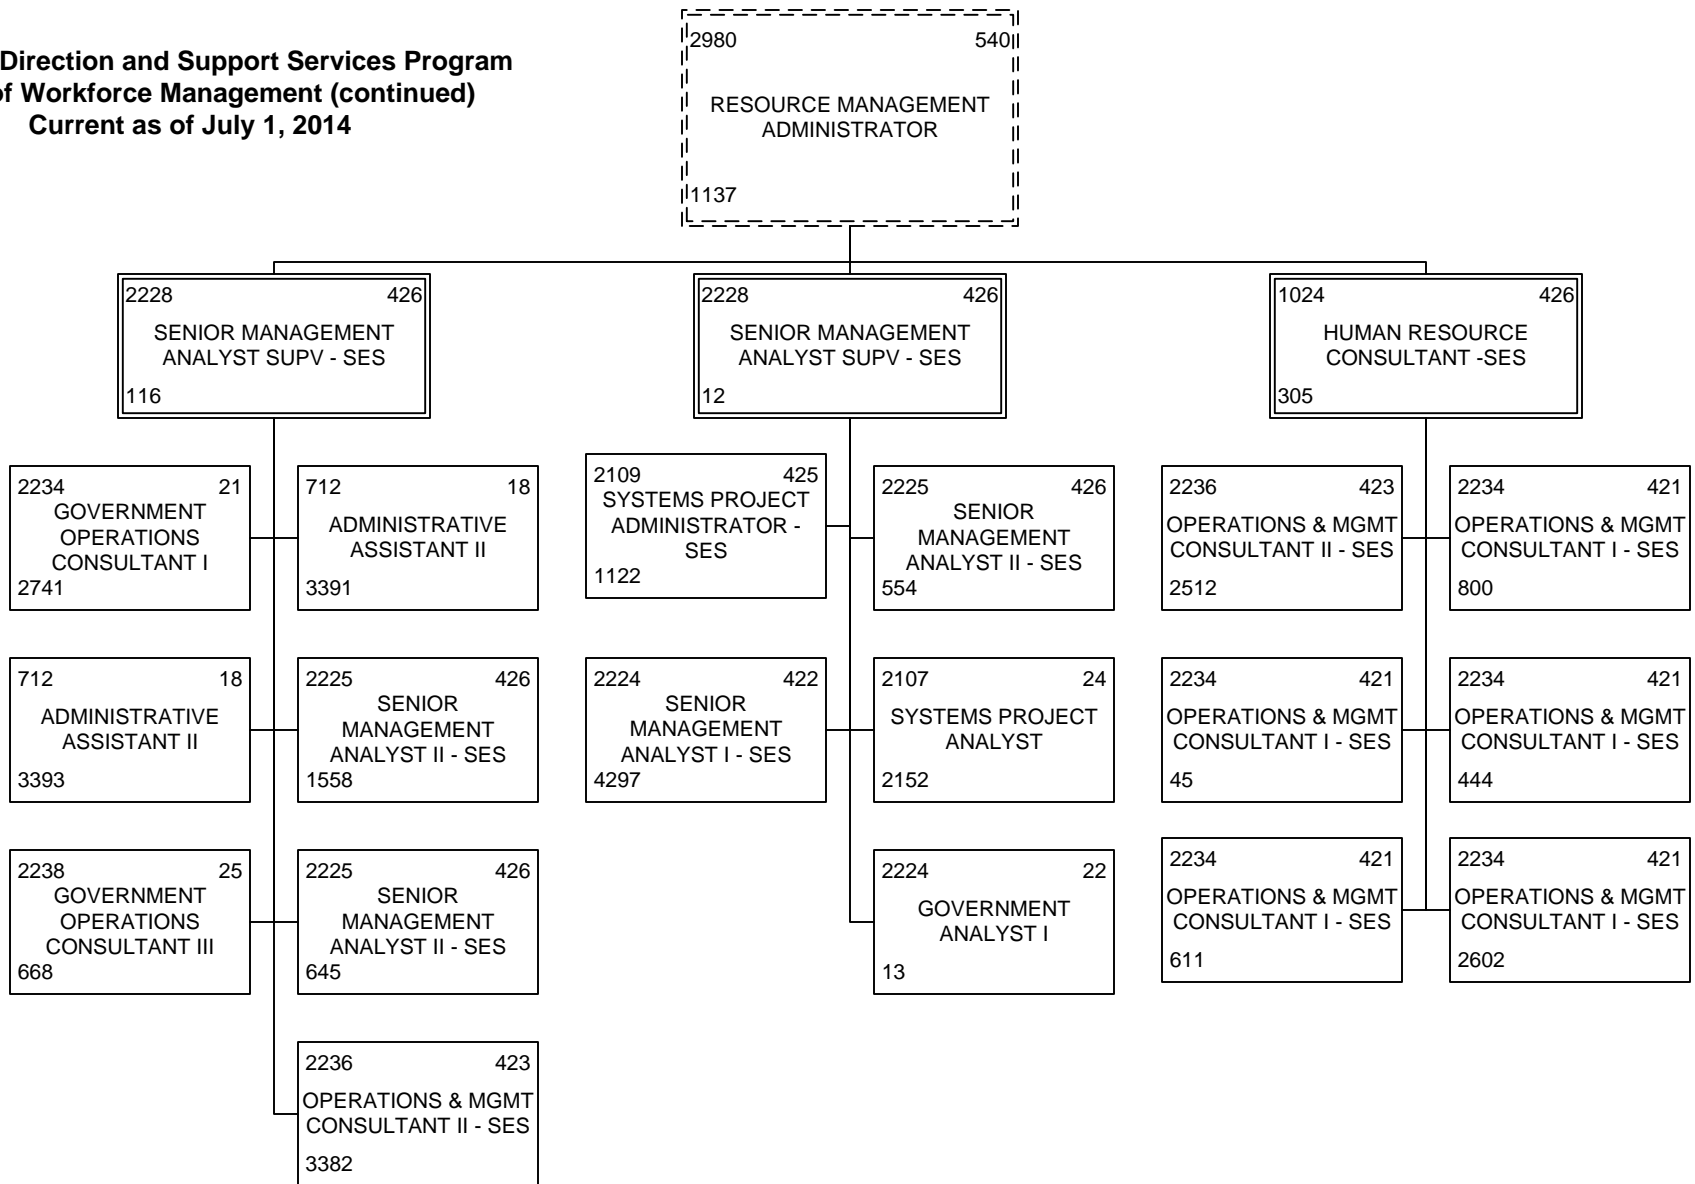 Direction and Support Services Program
of Workforce Management (continued)
Current as of July 1, 2014
2980 540
RESOURCE MANAGEMENT
ADMINISTRATOR
1137
2228 426
SENIOR MANAGEMENT
ANALYST SUPV - SES
116
2228 426
SENIOR MANAGEMENT
ANALYST SUPV - SES
12
1024 426
HUMAN RESOURCE
CONSULTANT -SES
305
2234 21
GOVERNMENT
OPERATIONS
CONSULTANT I
2741
712 18
ADMINISTRATIVE
ASSISTANT II
3391
2109 425
SYSTEMS PROJECT
ADMINISTRATOR -
SES
1122
2225 426
SENIOR
MANAGEMENT
ANALYST II - SES
554
2236 423
OPERATIONS & MGMT
CONSULTANT II - SES
2512
2234 421
OPERATIONS & MGMT
CONSULTANT I - SES
800
712 18
ADMINISTRATIVE
ASSISTANT II
3393
2225 426
SENIOR
MANAGEMENT
ANALYST II - SES
1558
2224 422
SENIOR
MANAGEMENT
ANALYST I - SES
4297
2107 24
SYSTEMS PROJECT
ANALYST
2152
2234 421
OPERATIONS & MGMT
CONSULTANT I - SES
45
2234 421
OPERATIONS & MGMT
CONSULTANT I - SES
444
2238 25
GOVERNMENT
OPERATIONS
CONSULTANT III
668
2225 426
SENIOR
MANAGEMENT
ANALYST II - SES
645
2224 22
GOVERNMENT
ANALYST I
13
2234 421
OPERATIONS & MGMT
CONSULTANT I - SES
611
2234 421
OPERATIONS & MGMT
CONSULTANT I - SES
2602
2236 423
OPERATIONS & MGMT
CONSULTANT II - SES
3382